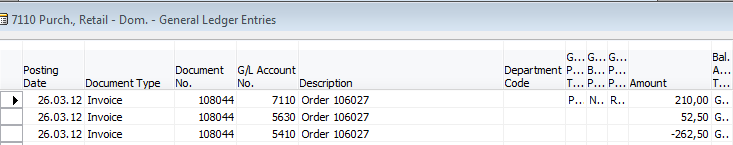 7110 Purch., Retail - Dom. - General Ledger Entries
G... G... G... Bal.
Posting Document G/L Account Department P... B... P... A...
Date Document Type No. No. Description Code T... P... P... Amount T...
26.03.12 Invoice 108044 7110 Order 106027 P... N... R... 210,00 G...
26.03.12 Invoice 108044 5630 Order 106027 52,50 G...
26.03.12 Invoice 108044 5410 Order 106027 -262,50 G...